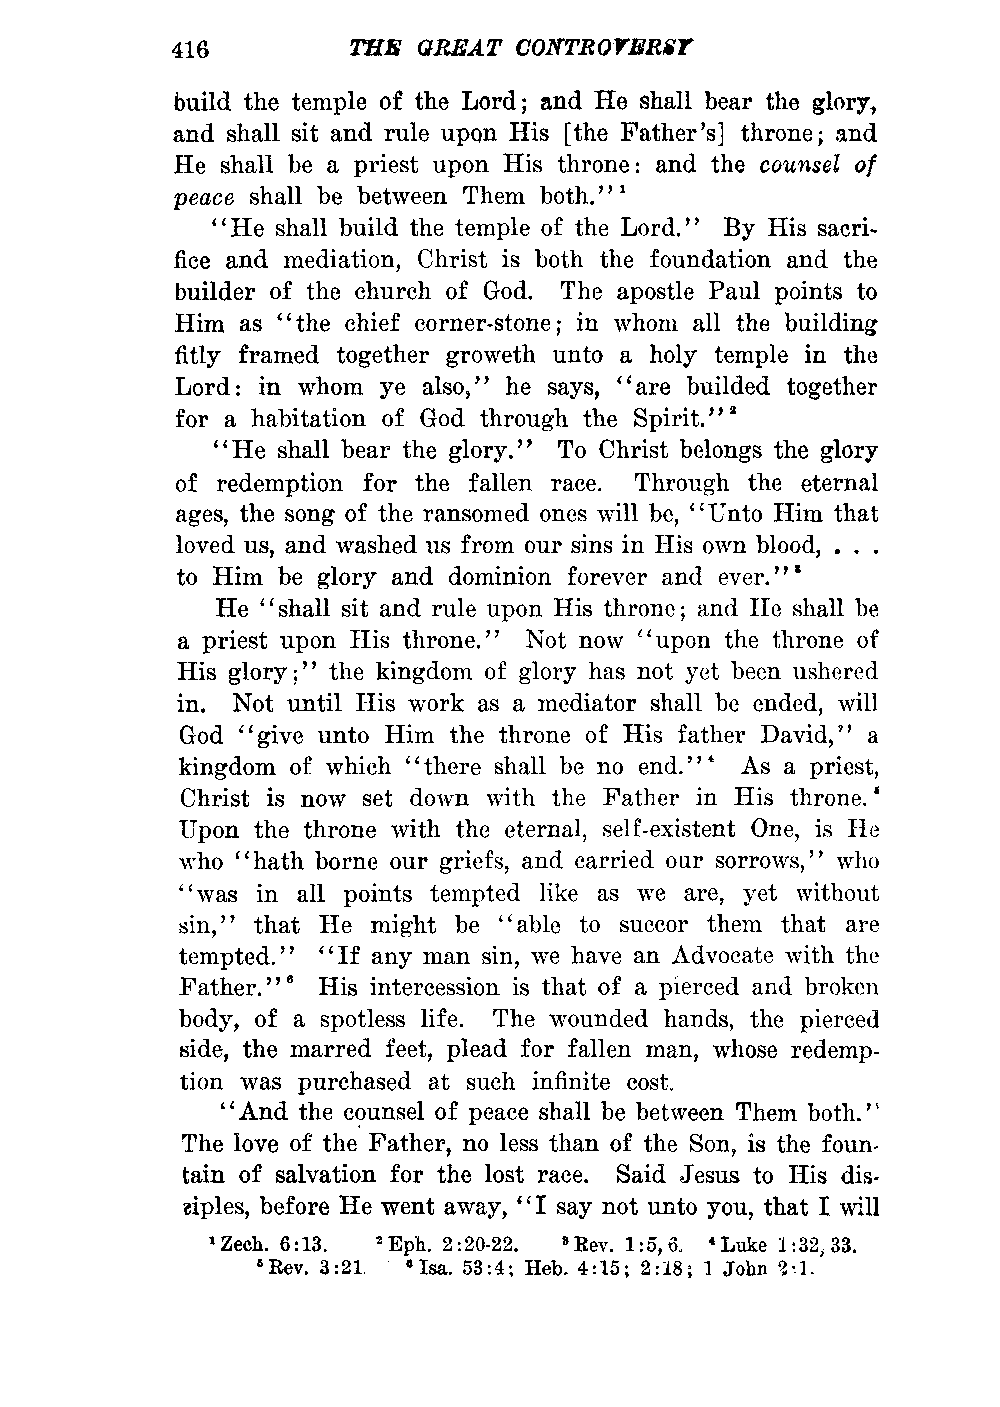 416 THE GREAT CONTROVERSY
build the temple of the Lord; and He shall bear the glory,
and shall sit and rule upon His [the Father's] throne; and
He shall be a priest upon His throne: and the counsel of
peace shall be between Them both.''¹
''He shall build the temple of the Lord.'' By His sacri-
fice and mediation, Christ is both the foundation and the
builder of the church of God. The apostle Paul points to
Him as ''the chief corner-stone; in whom all the building
fitly framed together groweth unto a holy temple in the
Lord: in whom ye also,'' he says, ''are builded together
for a habitation of God through the Spirit.''²
''He shall bear the glory.'' To Christ belongs the glory
of redemption for the fallen race. Through the eternal
ages, the song of the ransomed ones will be, ''Unto Him that
loved us, and washed us from our sins in His own blood, . . .
to Him be glory and dominion forever and ever.''³
He ''shall sit and rule upon His throne; and He shall be
a priest upon His throne.'' Not now ''upon the throne of
His glory;'' the kingdom of glory has not yet been ushered
in. Not until His work as a mediator shall be ended, will
God ''give unto Him the throne of His father David,'' a
kingdom of which ''there shall be no end.''⁴ As a priest,
Christ is now set down with the Father in His throne.⁵
Upon the throne with the eternal, self-existent One, is He
who ''hath borne our griefs, and carried our sorrows,'' who
''was in all points tempted like as we are, yet without
sin,'' that He might be ''able to succor them that are
tempted.'' ''If any man sin, we have an Advocate with the
Father.''⁶ His intercession is that of a pierced and broken
body, of a spotless life. The wounded hands, the pierced
side, the marred feet, plead for fallen man, whose redemp-
tion was purchased at such infinite cost.
''And the counsel of peace shall be between Them both.''
The love of the Father, no less than of the Son, is the foun-
tain of salvation for the lost race. Said Jesus to His dis-
ciples, before He went away, ''I say not unto you, that I will
¹Zech. 6:13. ²Eph. 2:20-22. ³Rev. 1:5, 6. ⁴Luke 1:32, 33.
⁵Rev. 3:21. ⁶Isa. 53:4; Heb. 4:15; 2:18; 1 John 2:1.